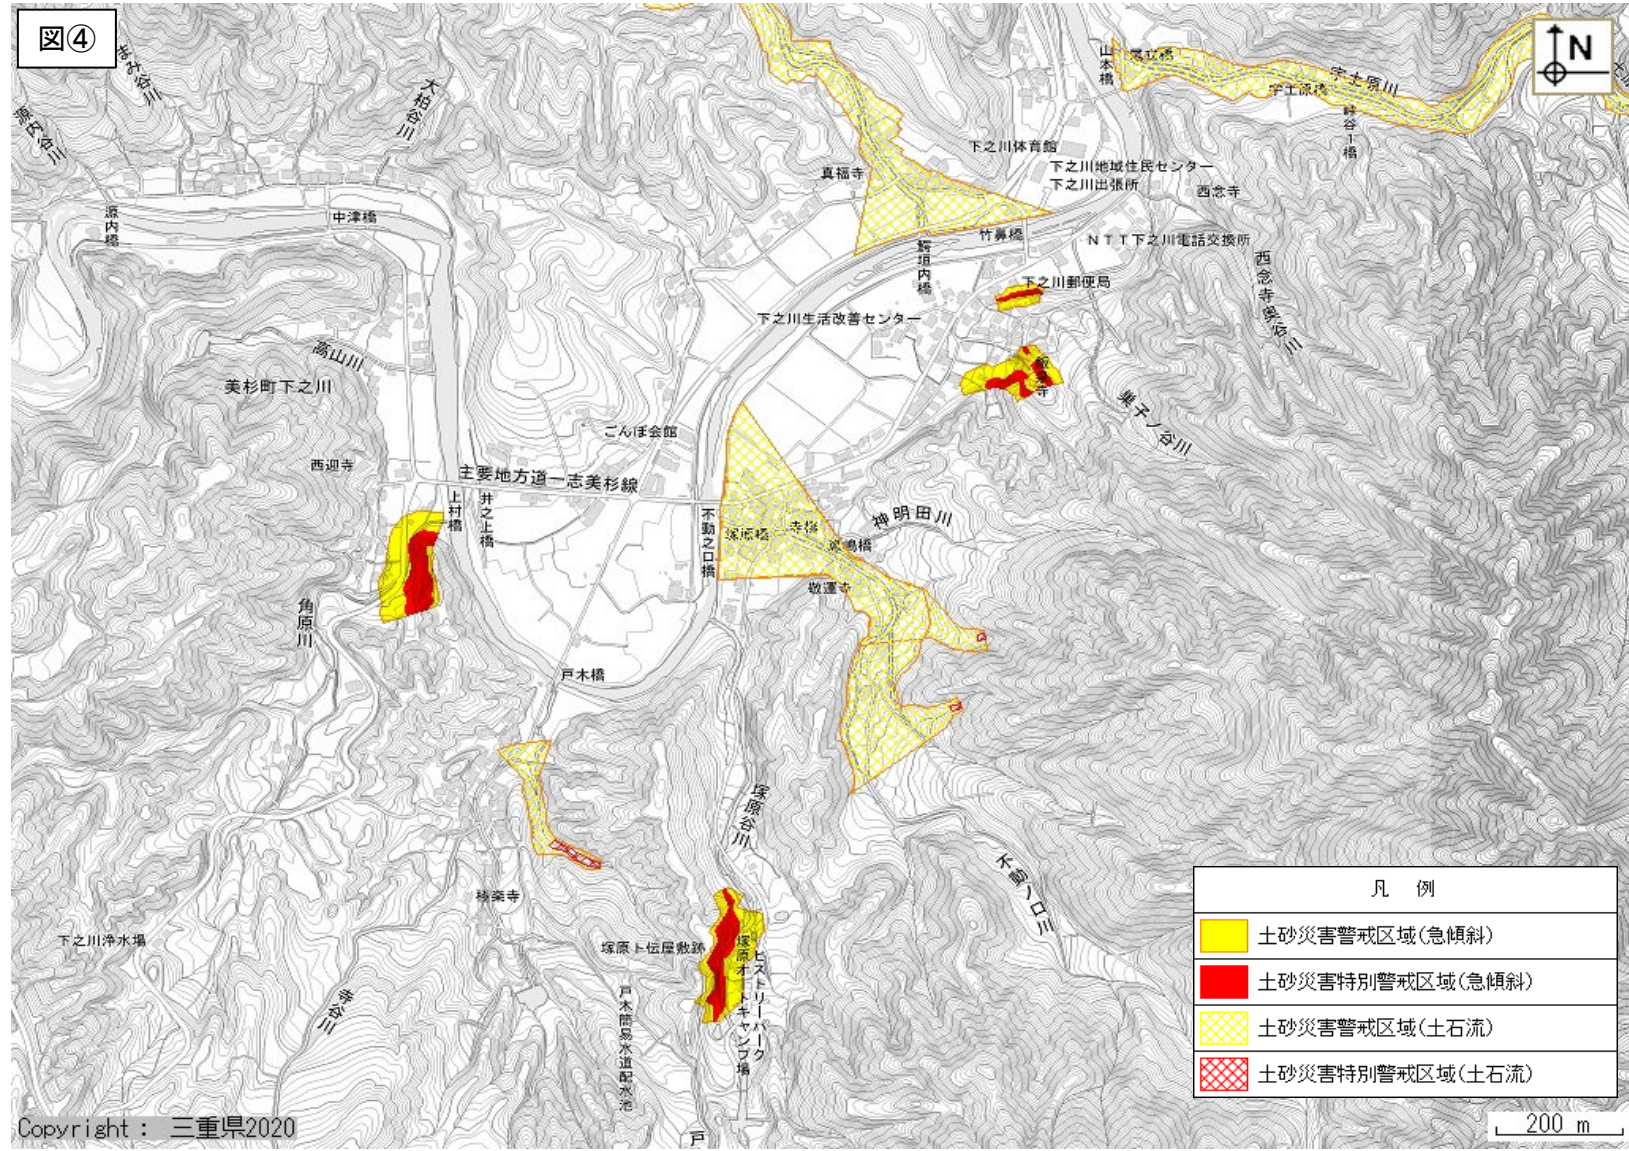 図④
N
まみ谷川
大柏谷川
源内谷川
山本橋
宇土原川
宇土原橋
峠谷1橋
下之川体育館
下之川地域住民センター
下之川出張所
真福寺
西念寺
源内橋
中津橋
竹鼻橋
鰐垣内橋
NTT下之川電話交換所
西念寺奥谷川
下之川郵便局
下之川生活改善センター
高山川
美杉町下之川
巣子ノ谷川
ごんぼ会館
西迎寺
主要地方道一志美杉線
上村橋
井之上橋
不動之口橋
塚原橋
寺橋
神明田川
敬運寺
角原川
戸木橋
塚原谷川
不動ノ口川
極楽寺
下之川浄水場
塚原卜伝屋敷跡
塚原オートキャンプ場
ヒストリーパーク
戸木簡易水道配水池
寺谷川
戸
凡 例
土砂災害警戒区域(急傾斜)
土砂災害特別警戒区域(急傾斜)
土砂災害警戒区域(土石流)
土砂災害特別警戒区域(土石流)
Copyright : 三重県2020
200 m